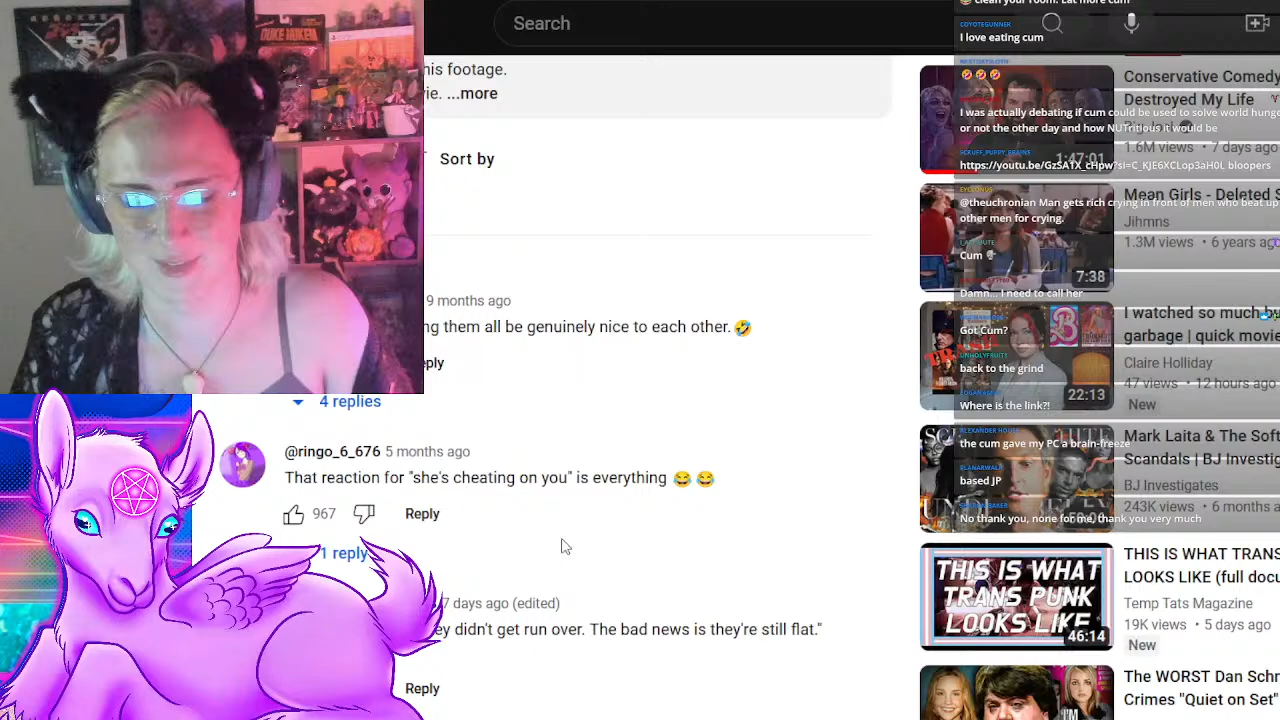 Search
his footage.
vie. ...more
Sort by
9 months ago
ng them all be genuinely nice to each other. 🤣
ply
4 replies
@ringo_6_676 5 months ago
That reaction for "she's cheating on you" is everything 😂 😂
967
Reply
1 reply
7 days ago (edited)
ey didn't get run over. The bad news is they're still flat."
Reply
clean your room. Eat more cum
COYOTEGUNNER
I love eating cum
🤣 🤣 🤣
I was actually debating if cum could be used to solve world hunge
or not the other day and how NUTritious it would be
SCRUFF_PUPPY_BRAINS
https://youtu.be/GzSA1X_cHpw?si=C_KJE6XCLop3aH0L bloopers
EYCLONUS
@theuchronian Man gets rich crying in front of men who beat up
other men for crying.
Cum
Damn... I need to call her
Got Cum?
UNHOLYFRUITS
back to the grind
Where is the link?!
ALEXANDER HOUSE
the cum gave my PC a brain-freeze
BLANARWALK
based JP
No thank you, none for me, thank you very much
Conservative Comedy
Destroyed My Life
1.6M views • 7 days ago
1:47:01
Mean Girls - Deleted S
Jihmns
1.3M views • 6 years ago
7:38
I watched so much
garbage | quick movie
Claire Holliday
47 views • 12 hours ago
New
22:13
Mark Laita & The Soft
Scandals | BJ Investig
BJ Investigates
243K views • 6 months a
THIS IS WHAT
TRANS PUNK
LOOKS LIKE
46:14
THIS IS WHAT TRANS
LOOKS LIKE (full docu
Temp Tats Magazine
19K views • 5 days ago
New
The WORST Dan Schn
Crimes "Quiet on Set"
DUKE NUKEM